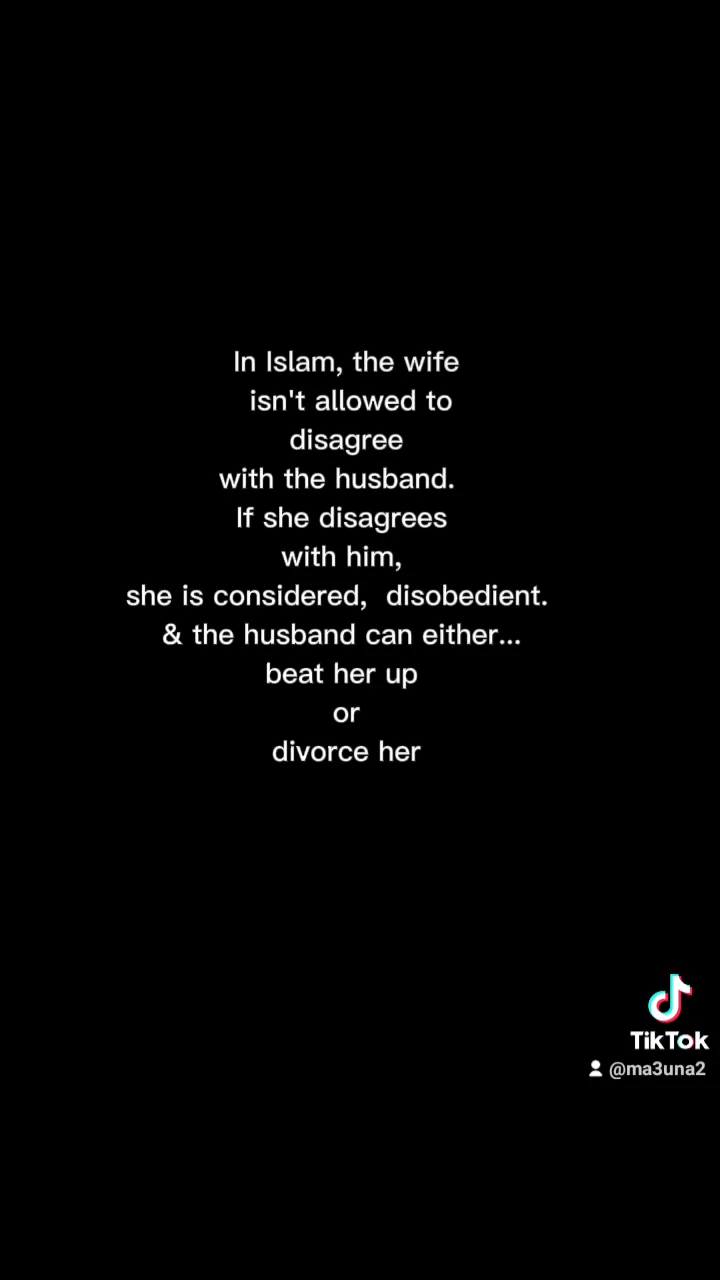 In Islam, the wife
isn't allowed to
disagree
with the husband.
If she disagrees
with him,
she is considered,  disobedient.
& the husband can either...
beat her up
or
divorce her
TikTok
@ma3una2